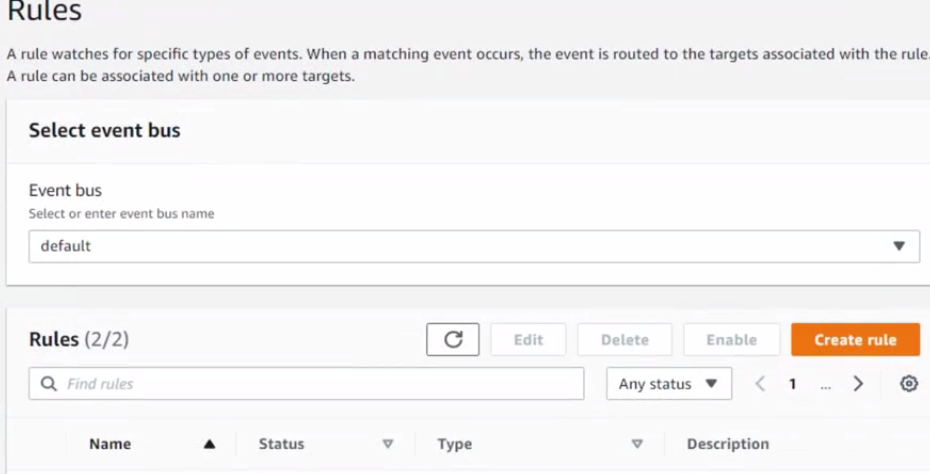 Rules
A rule watches for specific types of events. When a matching event occurs, the event is routed to the targets associated with the rule.
A rule can be associated with one or more targets.
Select event bus
Event bus
Select or enter event bus name
default
Rules (2/2)
Edit
Delete
Enable
Create rule
Find rules
Any status
1
...
Name
Status
Type
Description